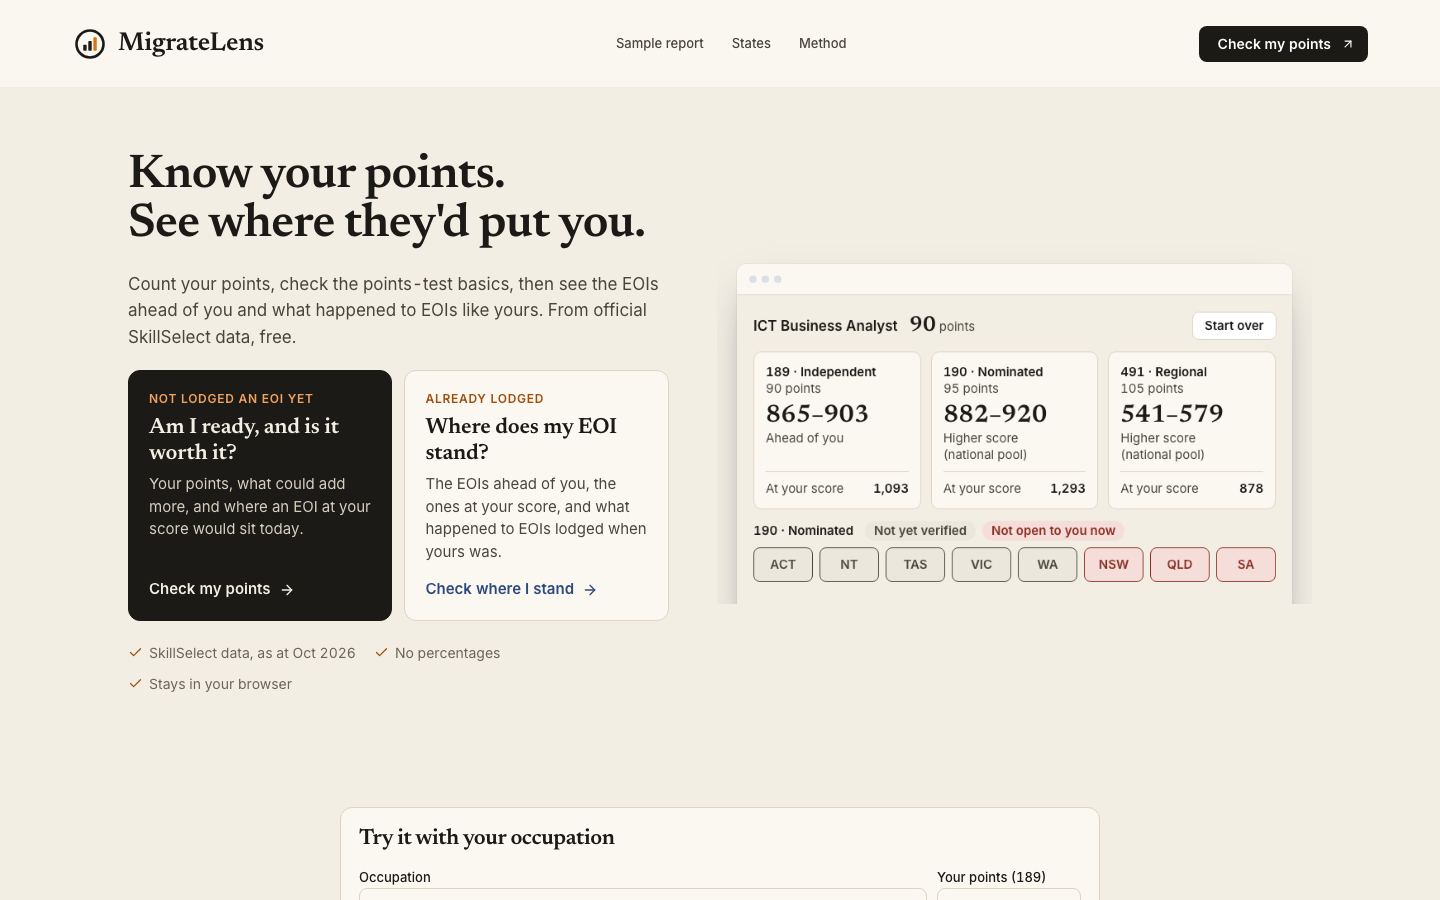 MigrateLens
Sample report
States
Method
Check my points
Know your points.
See where they'd put you.
Count your points, check the points-test basics, then see the EOIs
ahead of you and what happened to EOIs like yours. From official
SkillSelect data, free.
NOT LODGED AN EOI YET
Am I ready, and is it
worth it?
Your points, what could add
more, and where an EOI at your
score would sit today.
Check my points
ALREADY LODGED
Where does my EOI
stand?
The EOIs ahead of you, the
ones at your score, and what
happened to EOIs lodged when
yours was.
Check where I stand
SkillSelect data, as at Oct 2026
No percentages
Stays in your browser
ICT Business Analyst 90 points
Start over
189 · Independent
90 points
865–903
Ahead of you
At your score 1,093
190 · Nominated
95 points
882–920
Higher score
(national pool)
At your score 1,293
491 · Regional
105 points
541–579
Higher score
(national pool)
At your score 878
190 · Nominated Not yet verified Not open to you now
ACT NT TAS VIC WA NSW QLD SA
Try it with your occupation
Occupation
Your points (189)